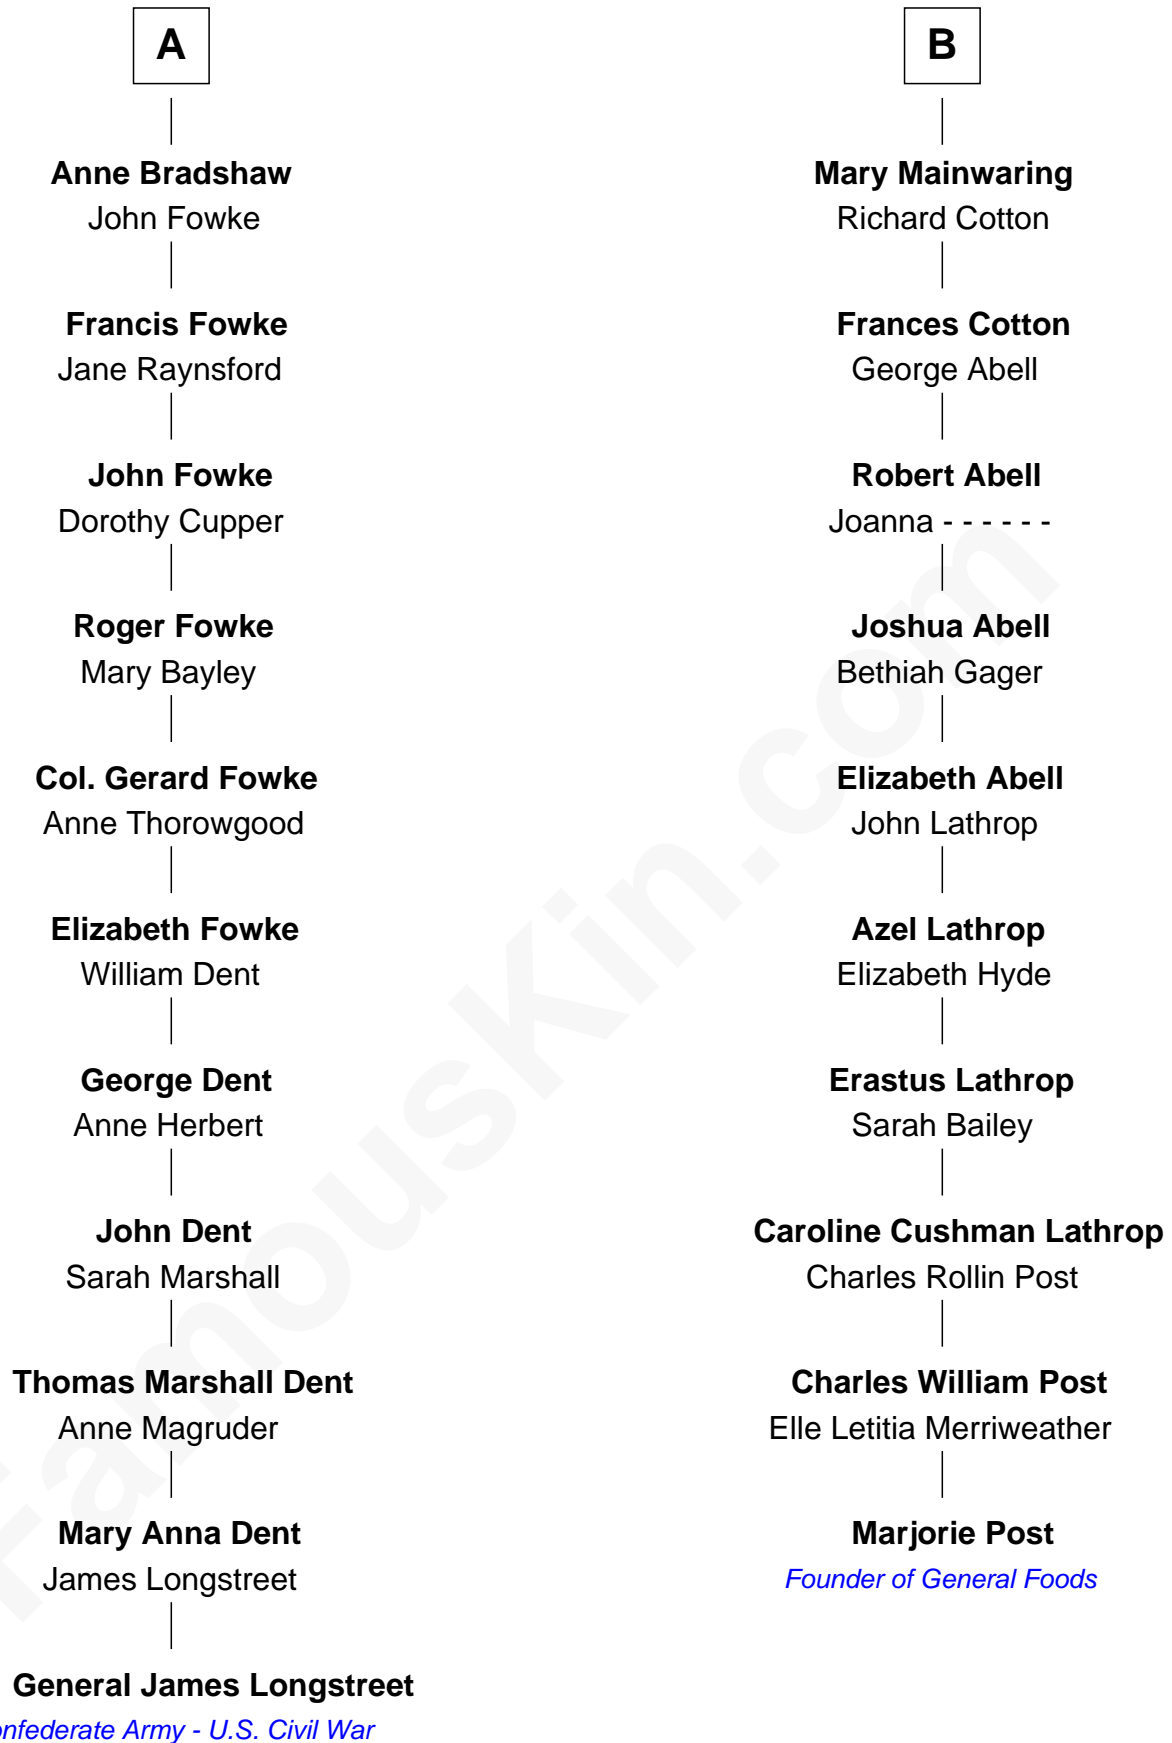 A
Anne Bradshaw
John Fowke
Francis Fowke
Jane Raynsford
John Fowke
Dorothy Cupper
Roger Fowke
Mary Bayley
Col. Gerard Fowke
Anne Thorowgood
Elizabeth Fowke
William Dent
George Dent
Anne Herbert
John Dent
Sarah Marshall
Thomas Marshall Dent
Anne Magruder
Mary Anna Dent
James Longstreet
General James Longstreet
onfederate Army - U.S. Civil War
B
Mary Mainwaring
Richard Cotton
Frances Cotton
George Abell
Robert Abell
Joanna - - - - - -
Joshua Abell
Bethiah Gager
Elizabeth Abell
John Lathrop
Azel Lathrop
Elizabeth Hyde
Erastus Lathrop
Sarah Bailey
Caroline Cushman Lathrop
Charles Rollin Post
Charles William Post
Elle Letitia Merriweather
Marjorie Post
Founder of General Foods
FamousKin.com